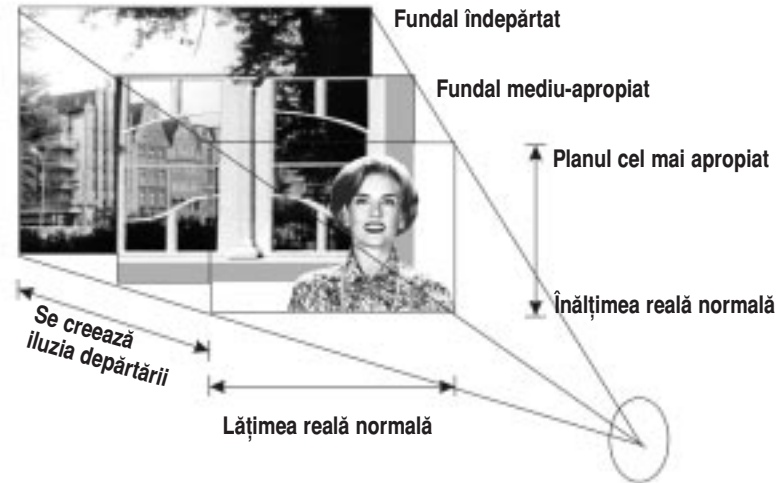 Fundal îndepărtat
Fundal mediu-apropiat
Planul cel mai apropiat
Înălțimea reală normală
Se creează
iluzia depărtării
Lățimea reală normală